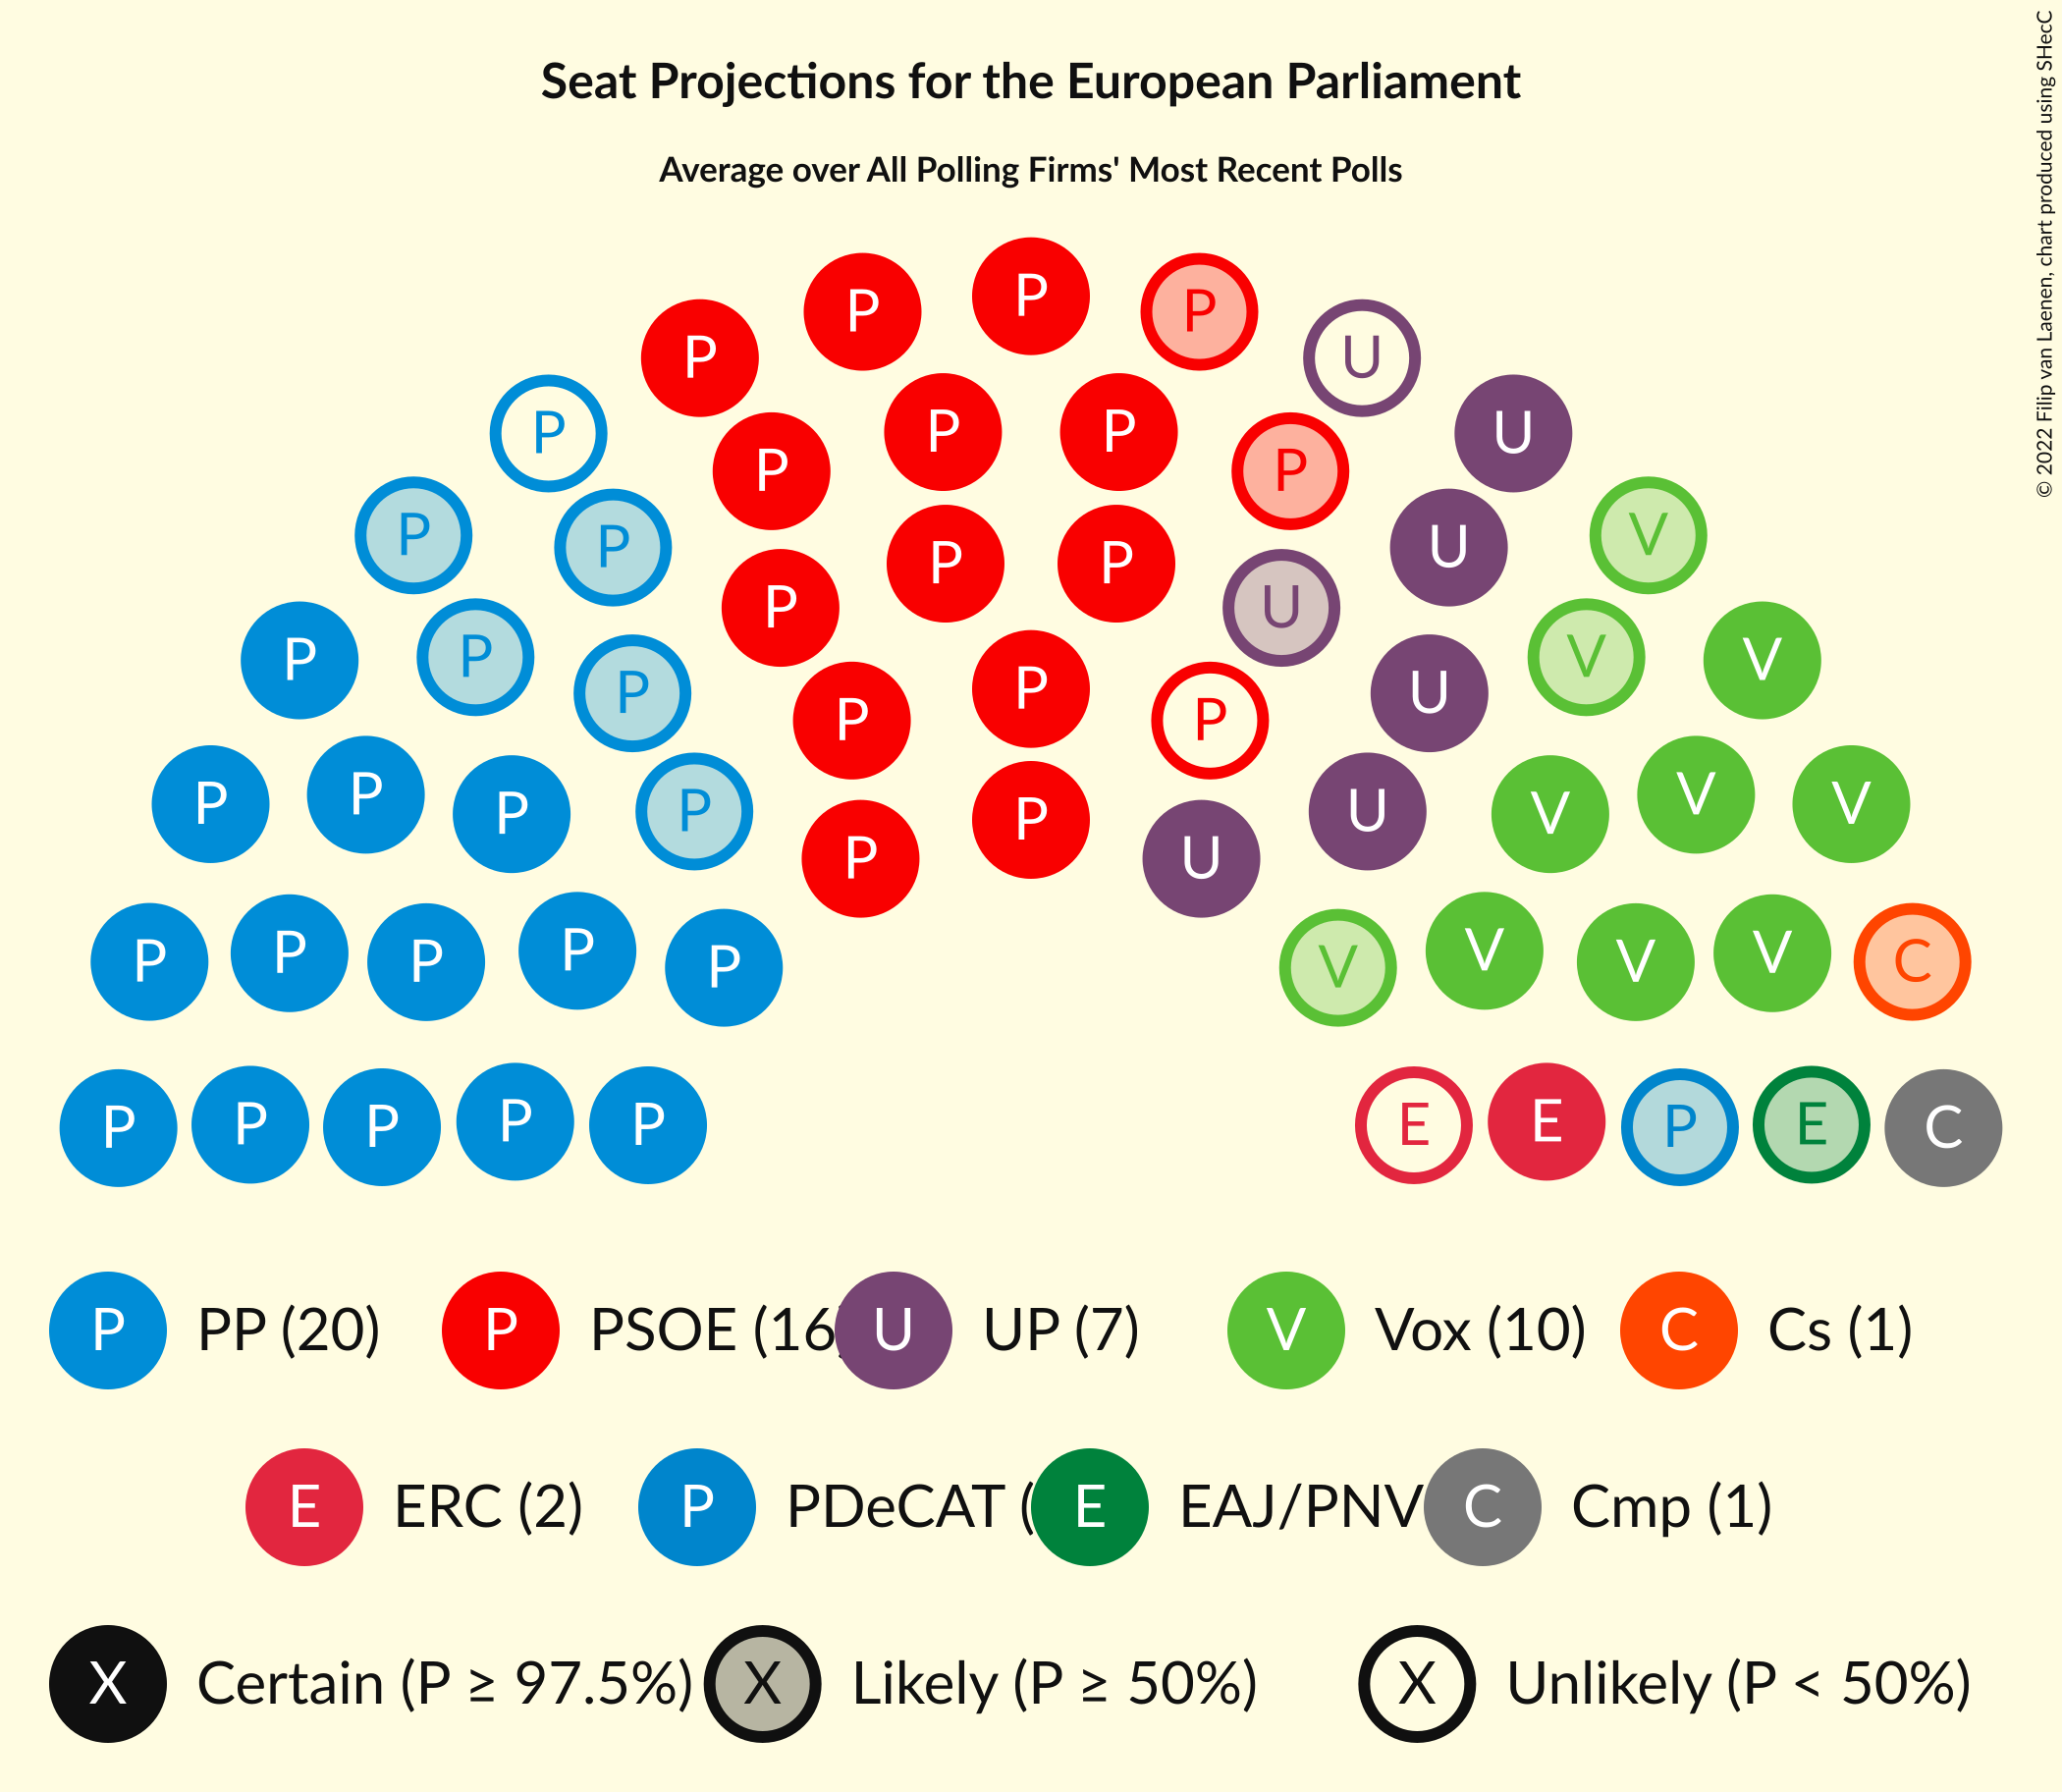 Seat Projections for the European Parliament
Average over All Polling Firms' Most Recent Polls
© 2022 Filip van Laenen, chart produced using SHecC
P P P P U
P P P P P U
P P P P U V
P P P U V V
P P P U P P P U V
P P P P P U V V V
P P P P P V V V V C
P P P P P E E P E C
P PP (20) P PSOE (16 U UP (7) V Vox (10) C Cs (1)
E ERC (2) P PDeCAT ( E EAJ/PNV C Cmp (1)
X Certain (P ≥ 97.5%) X Likely (P ≥ 50%) X Unlikely (P < 50%)